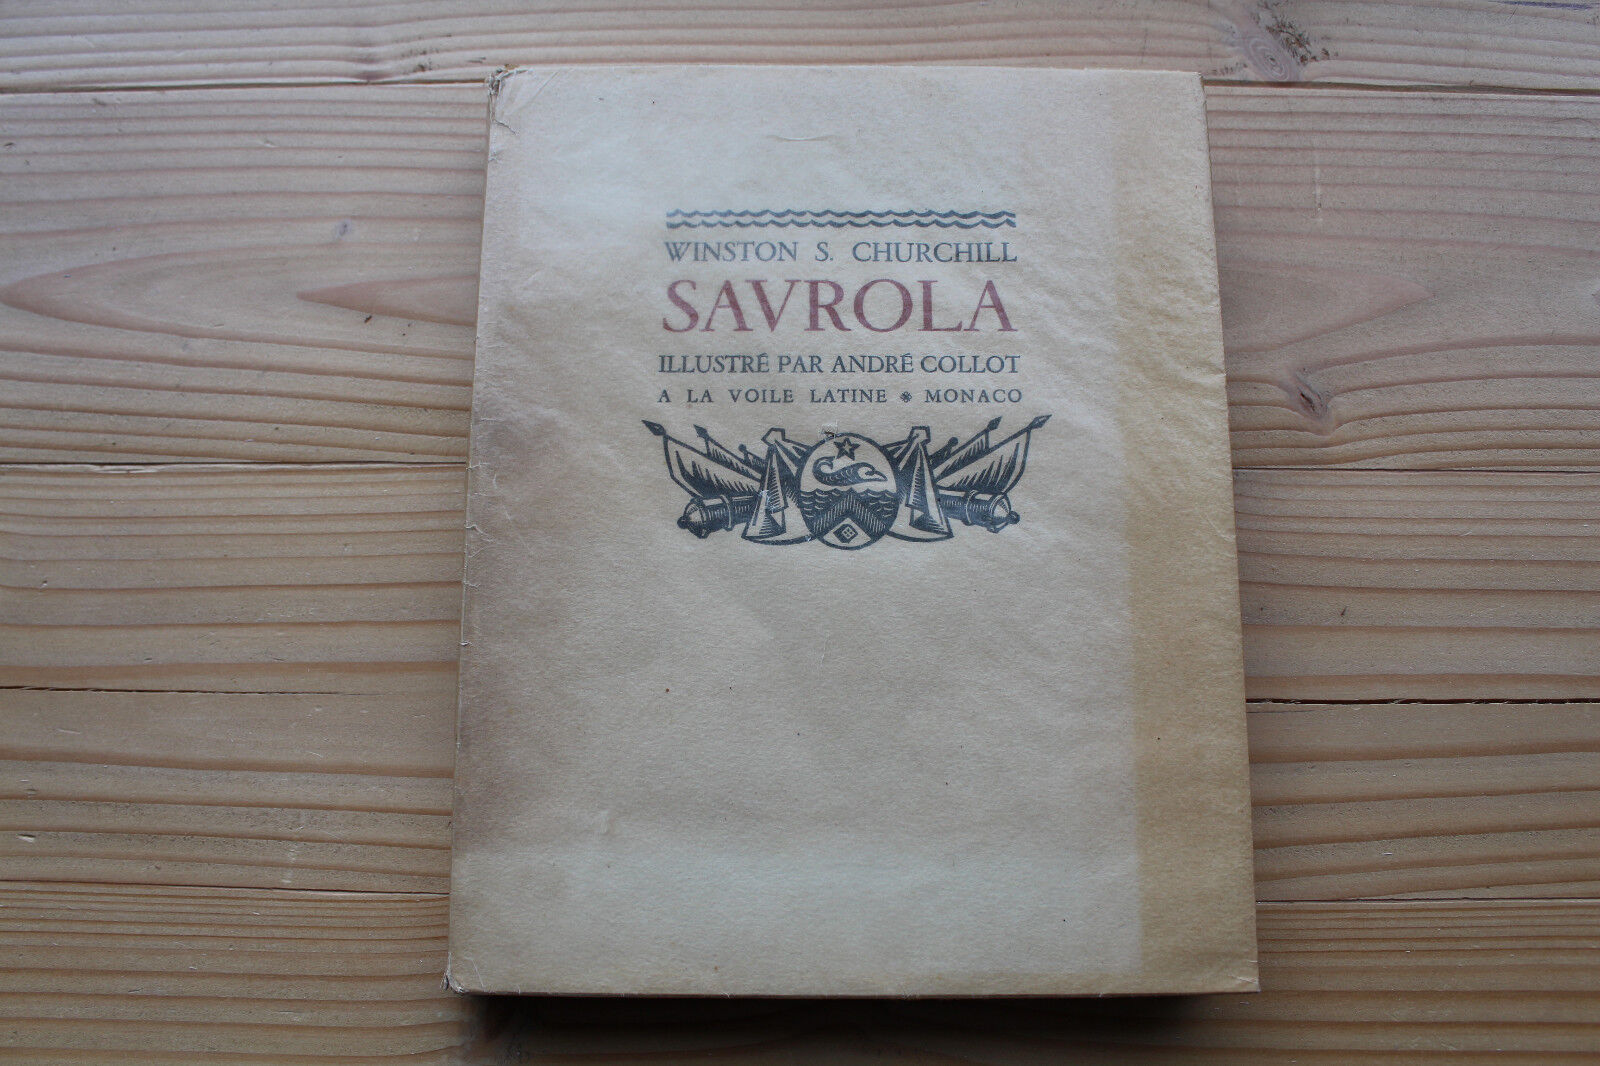 WINSTON S. CHURCHILL
SAVROLA
ILLUSTRÉ PAR ANDRÉ COLLOT
A LA VOILE LATINE * MONACO